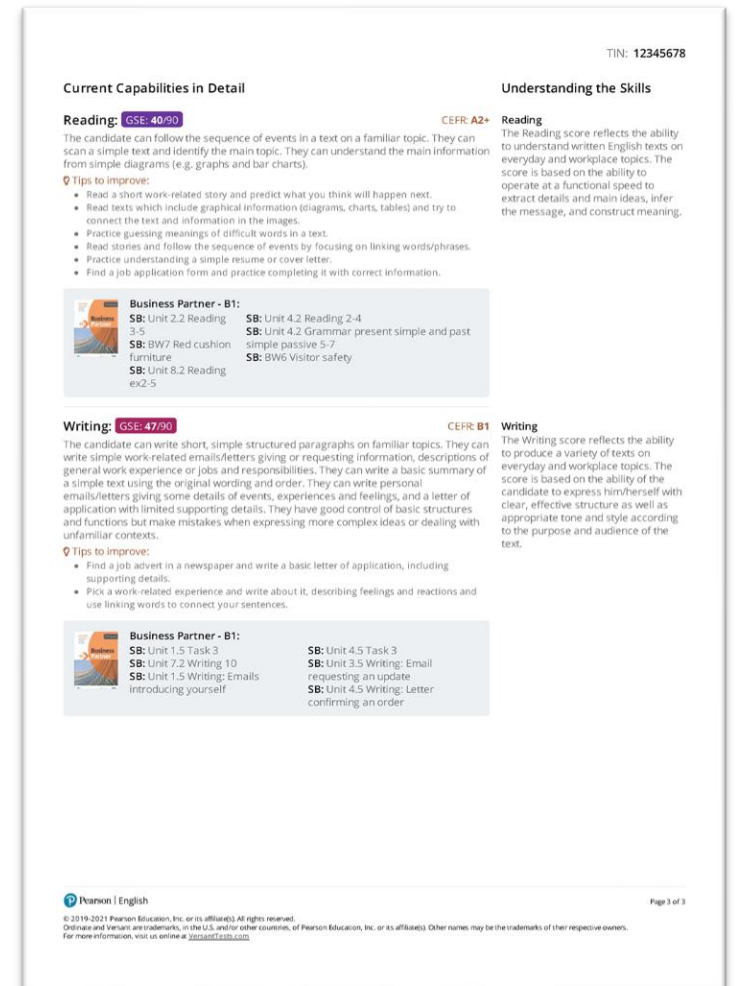 TIN: 12345678
Current Capabilities in Detail
Reading: GSE: 40/90
CEFR: A2+
The candidate can follow the sequence of events in a text on a familiar topic. They can
scan a simple text and identify the main topic. They can understand the main information
from simple diagrams (e.g. graphs and bar charts).
Tips to improve:
• Read a short work-related story and predict what you think will happen next.
• Read texts which include graphical information (diagrams, charts, tables) and try to
connect the text and information in the images.
• Practice guessing meanings of difficult words in a text.
• Read stories and follow the sequence of events by focusing on linking words/phrases.
• Practice understanding a simple resume or cover letter.
• Find a job application form and practice completing it with correct information.
Business Partner - B1:
SB: Unit 2.2 Reading
3-5
SB: BW7 Red cushion
furniture
SB: Unit 8.2 Reading
ex2-5
SB: Unit 4.2 Reading 2-4
SB: Unit 4.2 Grammar present simple and past
simple passive 5-7
SB: BW6 Visitor safety
Writing: GSE: 47/90
CEFR: B1
The candidate can write short, simple structured paragraphs on familiar topics. They can
write simple work-related emails/letters giving or requesting information, descriptions of
general work experience or jobs and responsibilities. They can write a basic summary of
a simple text using the original wording and order. They can write personal
emails/letters giving some details of events, experiences and feelings, and a letter of
application with limited supporting details. They have good control of basic structures
and functions but make mistakes when expressing more complex ideas or dealing with
unfamiliar contexts.
Tips to improve:
• Find a job advert in a newspaper and write a basic letter of application, including
supporting details.
• Pick a work-related experience and write about it, describing feelings and reactions and
use linking words to connect your sentences.
Business Partner - B1:
SB: Unit 1.5 Task 3
SB: Unit 7.2 Writing 10
SB: Unit 1.5 Writing: Emails
introducing yourself
SB: Unit 4.5 Task 3
SB: Unit 3.5 Writing: Email
requesting an update
SB: Unit 4.5 Writing: Letter
confirming an order
Understanding the Skills
Reading
The Reading score reflects the ability
to understand written English texts on
everyday and workplace topics. The
score is based on the ability to
operate at a functional speed to
extract details and main ideas, infer
the message, and construct meaning.
Writing
The Writing score reflects the ability
to produce a variety of texts on
everyday and workplace topics. The
score is based on the ability of the
candidate to express him/herself with
clear, effective structure as well as
appropriate tone and style according
to the purpose and audience of the
text.
Pearson | English
Page 3 of 3
© 2019-2021 Pearson Education, Inc. or its affiliate(s). All rights reserved.
Ordinate and Versant are trademarks, in the U.S. and/or other countries, of Pearson Education, Inc. or its affiliate(s). Other names may be the trademarks of their respective owners.
For more information, visit us online at VersantTests.com